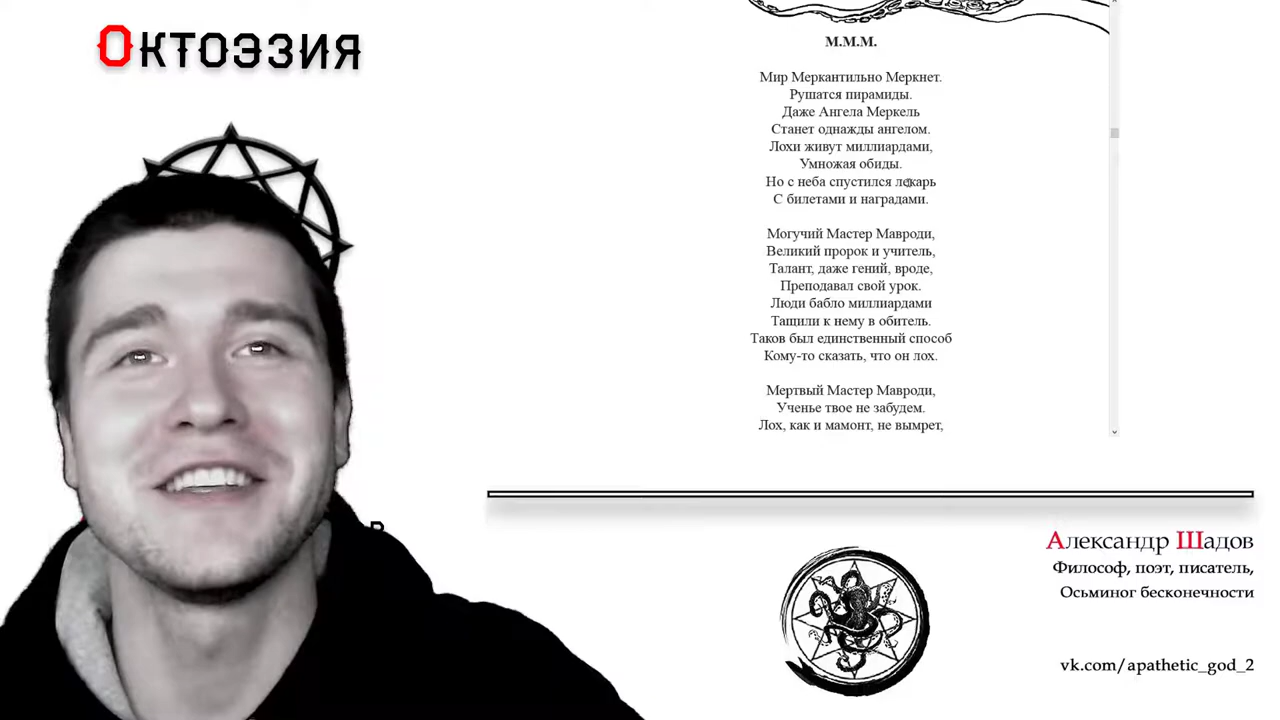 Октоэзия
М.М.М.
Мир Меркантильно Меркнет.
Рушатся пирамиды.
Даже Ангела Меркель
Станет однажды ангелом.
Лохи живут миллиардами,
Умножая обиды.
Но с неба спустился лекарь
С билетами и наградами.
Могучий Мастер Мавроди,
Великий пророк и учитель,
Талант, даже гений, вроде,
Преподавал свой урок.
Люди бабло миллиардами
Тащили к нему в обитель.
Таков был единственный способ
Кому-то сказать, что он лох.
Мертвый Мастер Мавроди,
Ученье твое не забудем.
Лох, как и мамонт, не вымрет,
в
Александр Шадов
Философ, поэт, писатель,
Осьминог бесконечности
vk.com/apathetic_god_2